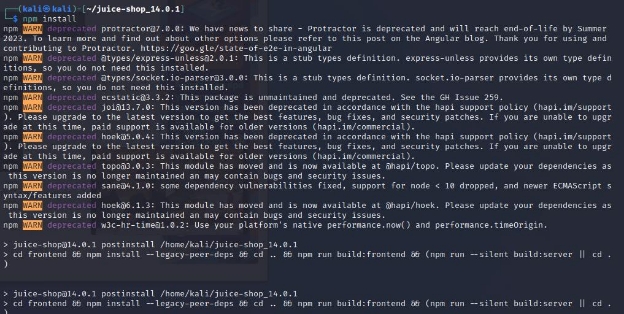 ┌──(kali㉿kali)-[~/juice-shop_14.0.1]
└─$ npm install
npm WARN deprecated protractor@7.0.0: We have news to share - Protractor is deprecated and will reach end-of-life by Summer
2023. To learn more and find out about other options please refer to this post on the Angular blog. Thank you for using and
contributing to Protractor. https://goo.gle/state-of-e2e-in-angular
npm WARN deprecated @types/express-unless@2.0.1: This is a stub types definition. express-unless provides its own type defin
itions, so you do not need this installed.
npm WARN deprecated @types/socket.io-parser@3.0.0: This is a stub types definition. socket.io-parser provides its own type d
efinitions, so you do not need this installed.
npm WARN deprecated ecstatic@3.3.2: This package is unmaintained and deprecated. See the GH Issue 259.
npm WARN deprecated joi@13.7.0: This version has been deprecated in accordance with the hapi support policy (hapi.im/support
). Please upgrade to the latest version to get the best features, bug fixes, and security patches. If you are unable to upgr
ade at this time, paid support is available for older versions (hapi.im/commercial).
npm WARN deprecated hoek@5.0.4: This version has been deprecated in accordance with the hapi support policy (hapi.im/support
). Please upgrade to the latest version to get the best features, bug fixes, and security patches. If you are unable to upgr
ade at this time, paid support is available for older versions (hapi.im/commercial).
npm WARN deprecated topo@3.0.3: This module has moved and is now available at @hapi/topo. Please update your dependencies as
this version is no longer maintained an may contain bugs and security issues.
npm WARN deprecated sane@4.1.0: some dependency vulnerabilities fixed, support for node < 10 dropped, and newer ECMAScript s
yntax/features added
npm WARN deprecated hoek@6.1.3: This module has moved and is now available at @hapi/hoek. Please update your dependencies as
this version is no longer maintained an may contain bugs and security issues.
npm WARN deprecated w3c-hr-time@1.0.2: Use your platform's native performance.now() and performance.timeOrigin.
> juice-shop@14.0.1 postinstall /home/kali/juice-shop_14.0.1
> cd frontend && npm install --legacy-peer-deps && cd .. && npm run build:frontend && (npm run --silent build:server || cd .
)
> juice-shop@14.0.1 postinstall /home/kali/juice-shop_14.0.1
> cd frontend && npm install --legacy-peer-deps && cd .. && npm run build:frontend && (npm run --silent build:server || cd .
)